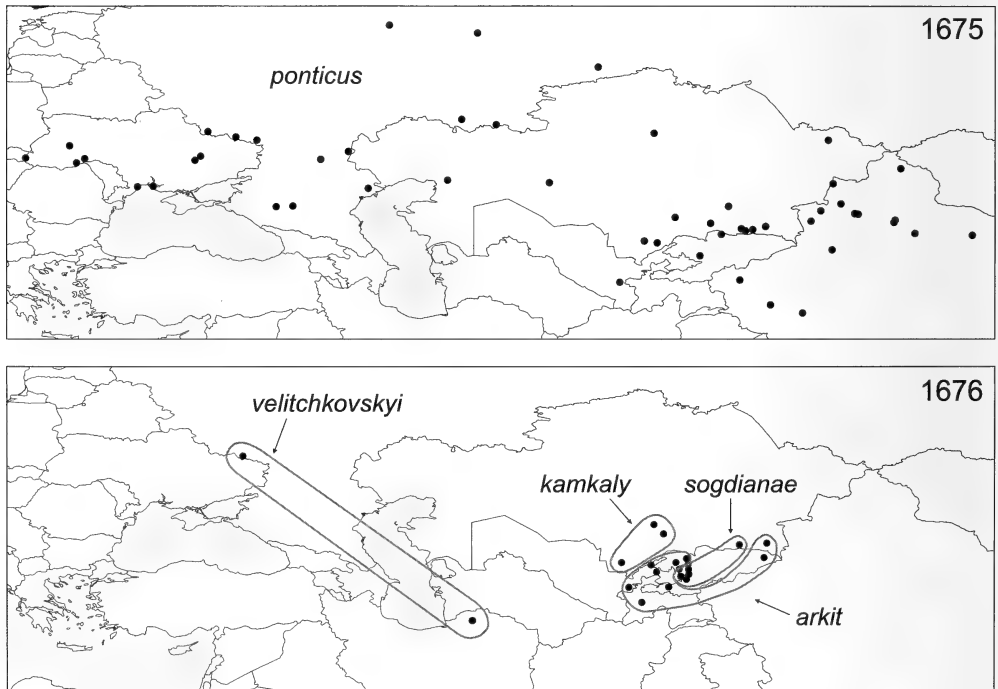 1675
ponticus
1676
velitchkovskyi
kamkaly
sogdianae
arkit